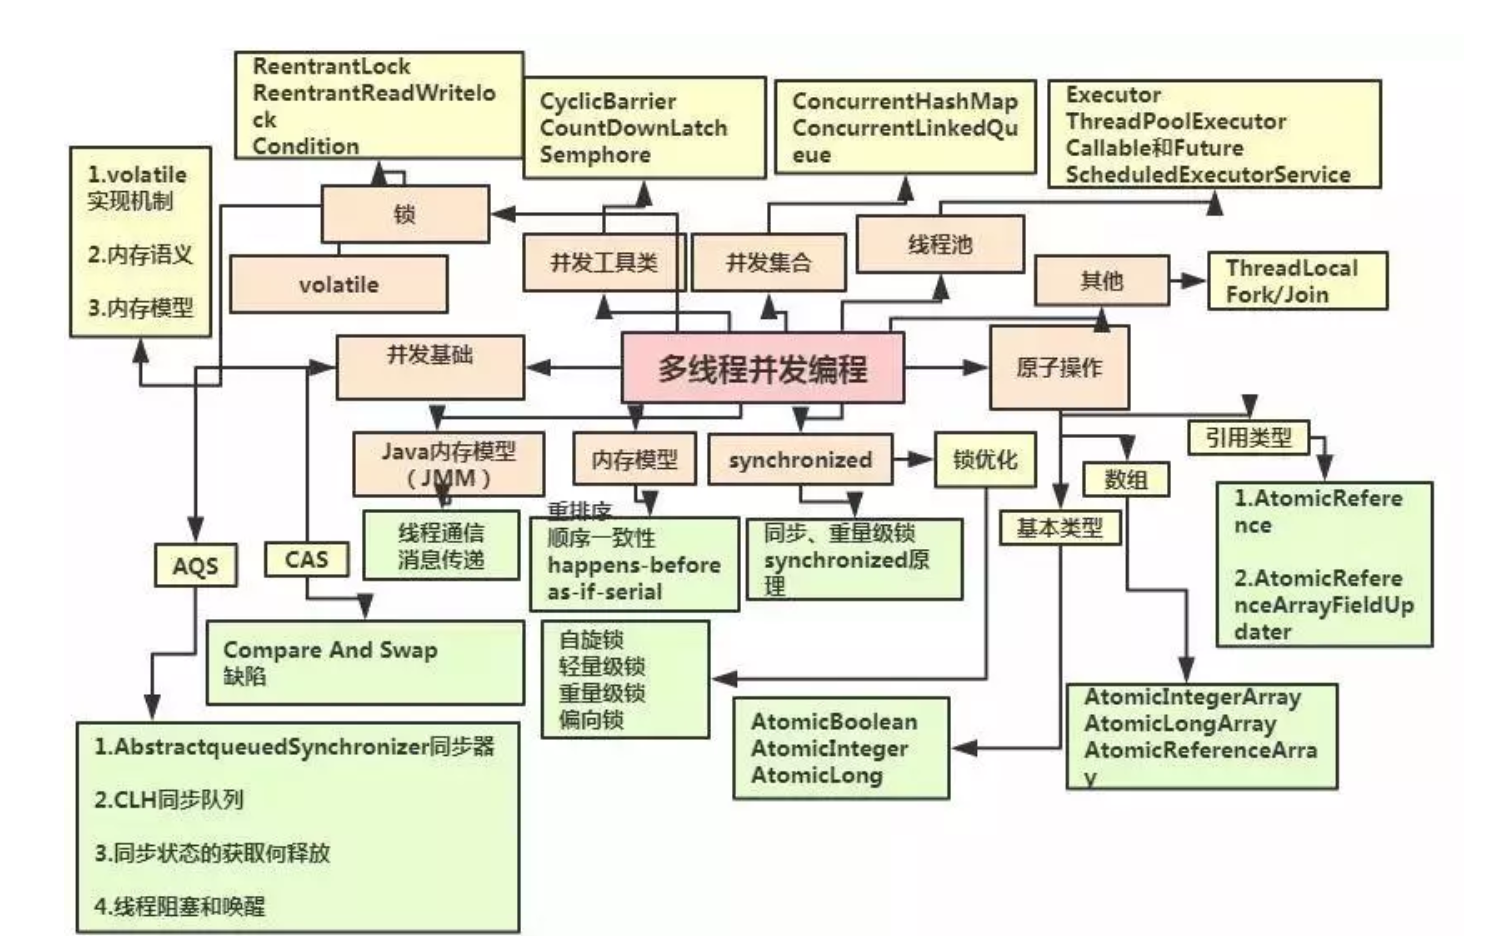 ReentrantLock
ReentrantReadWritelo
ck
Condition
CyclicBarrier
CountDownLatch
Semphore
ConcurrentHashMap
ConcurrentLinkedQu
eue
Executor
ThreadPoolExecutor
Callable和Future
ScheduledExecutorService
1.volatile
实现机制
2.内存语义
3.内存模型
锁
volatile
并发工具类
并发集合
线程池
其他
ThreadLocal
Fork/Join
并发基础
多线程并发编程
原子操作
Java内存模型
（JMM）
内存模型
synchronized
锁优化
引用类型
数组
基本类型
AQS
CAS
线程通信
消息传递
重排序
顺序一致性
happens-before
as-if-serial
同步、重量级锁
synchronized原
理
1.AtomicRefere
nce
2.AtomicRefere
nceArrayFieldUp
dater
Compare And Swap
缺陷
自旋锁
轻量级锁
重量级锁
偏向锁
AtomicBoolean
AtomicInteger
AtomicLong
AtomicIntegerArray
AtomicLongArray
AtomicReferenceArra
y
1.AbstractqueuedSynchronizer同步器
2.CLH同步队列
3.同步状态的获取何释放
4.线程阻塞和唤醒